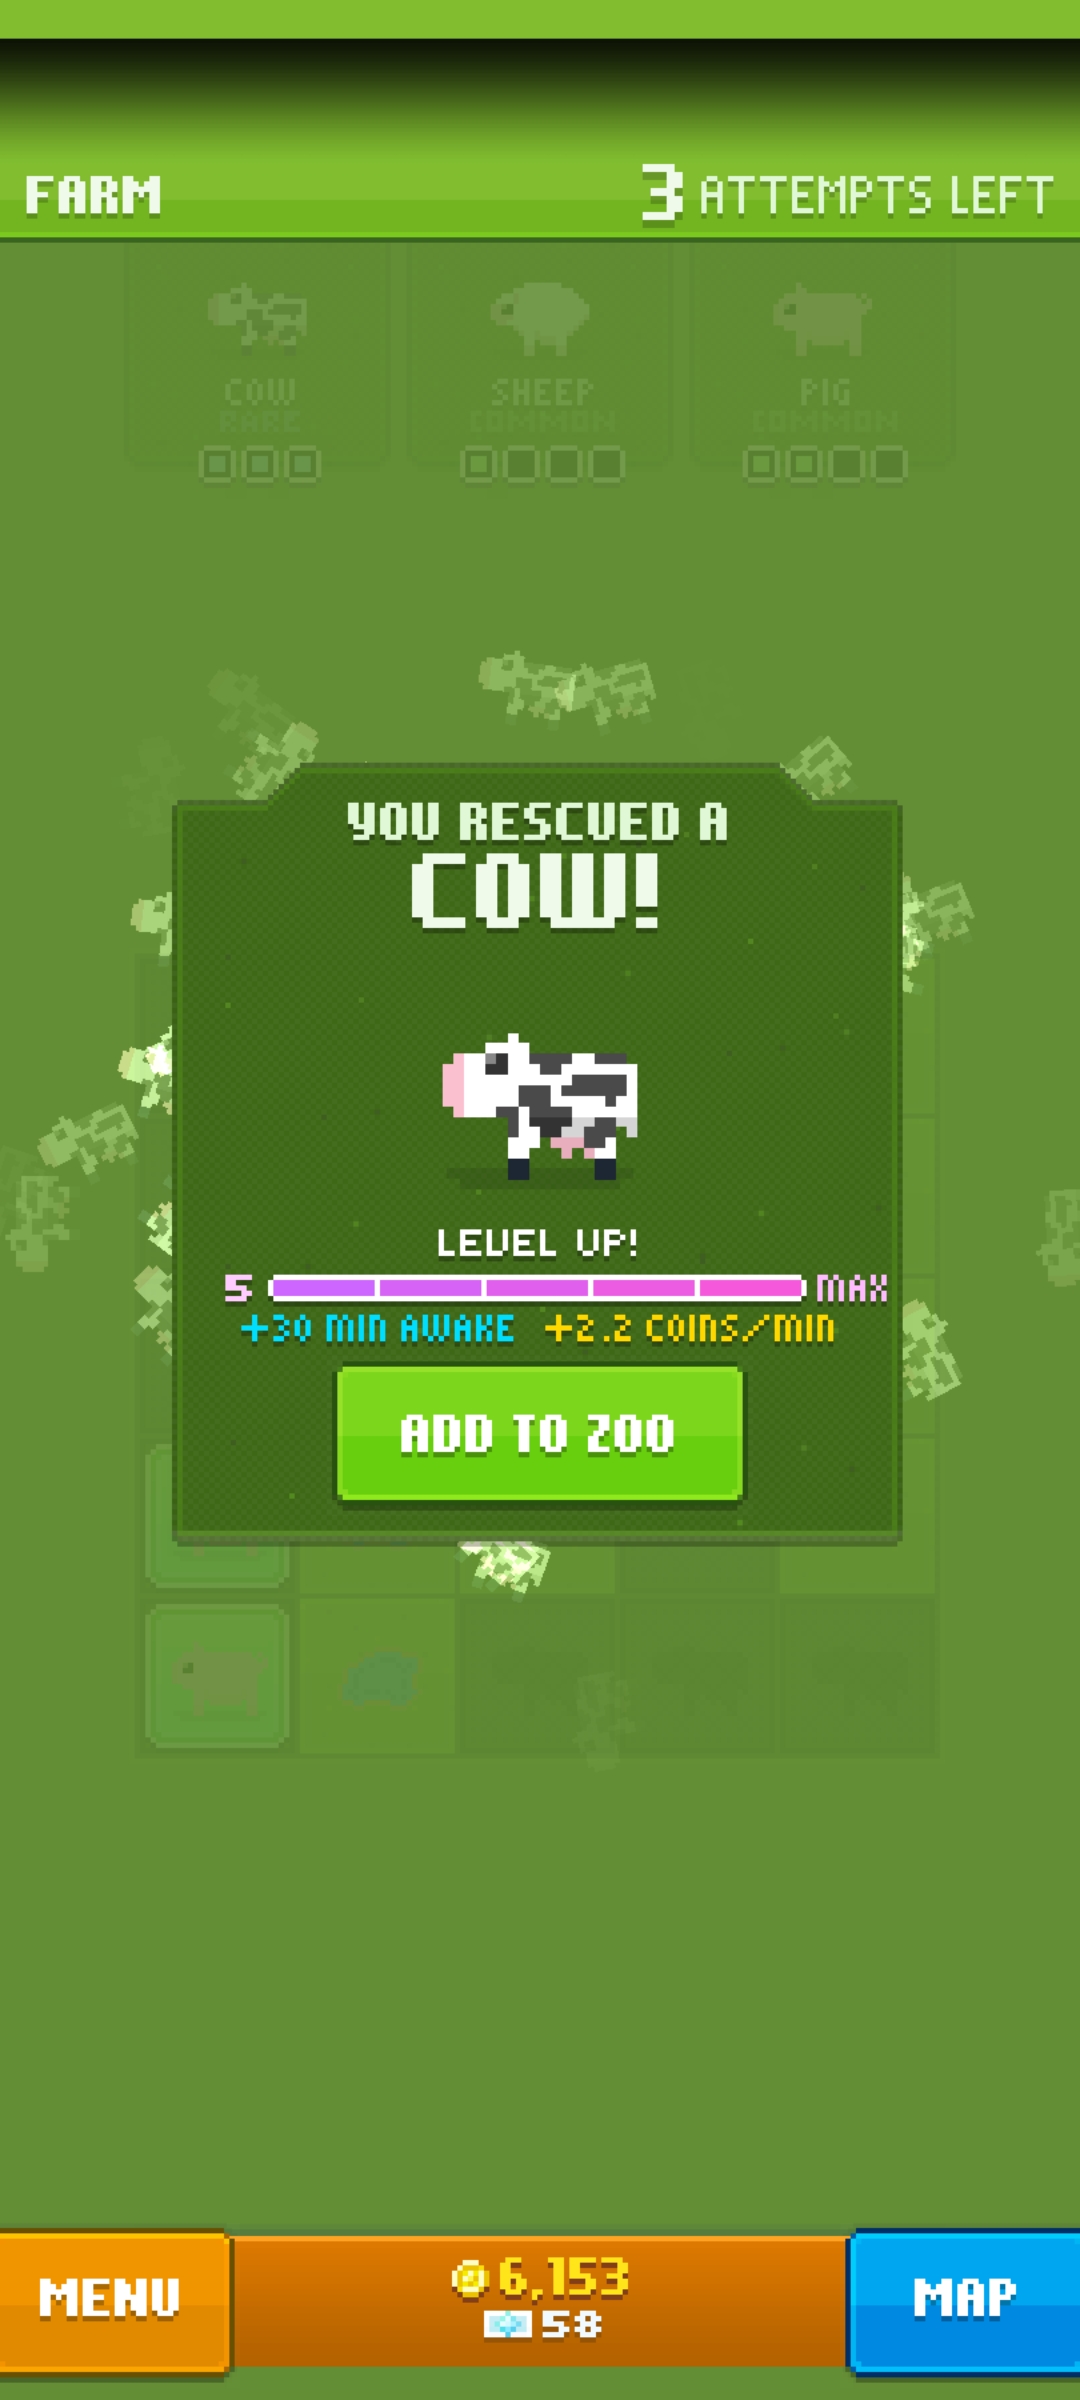 FARM
3 ATTEMPTS LEFT
COW
RARE
SHEEP
COMMON
PIG
COMMON
YOU RESCUED A
COW!
LEVEL UP!
5 MAX
+30 MIN AWAKE +2.2 COINS/MIN
ADD TO ZOO
MENU
6,153
58
MAP